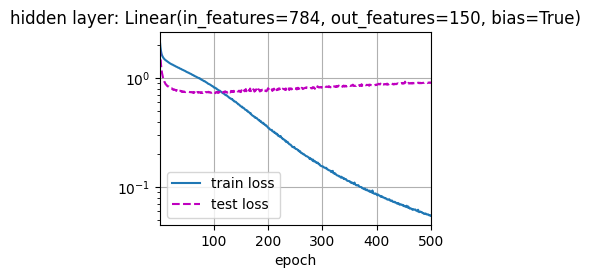 hidden layer: Linear(in_features=784, out_features=150, bias=True)
10⁰
10⁻¹
train loss
test loss
100 200 300 400 500
epoch